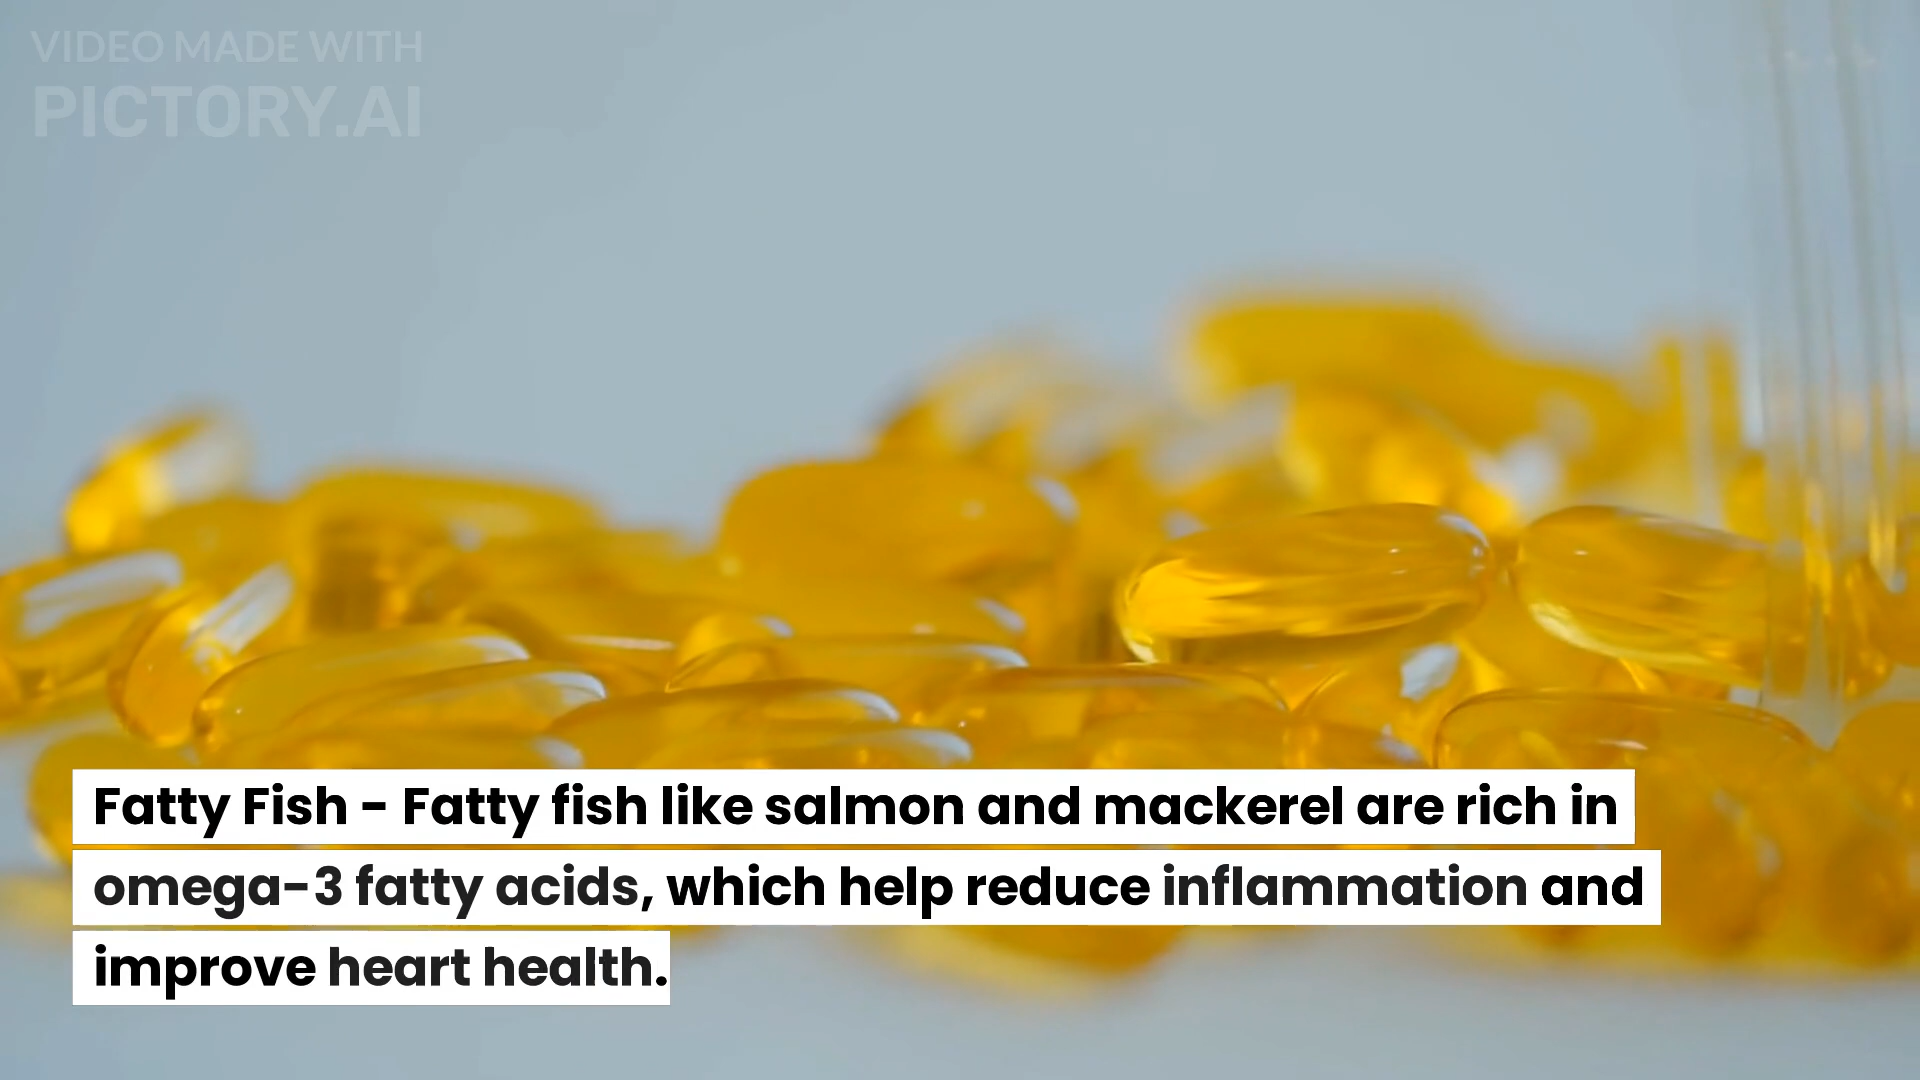 VIDEO MADE WITH
PICTORY.AI
Fatty Fish - Fatty fish like salmon and mackerel are rich in
omega-3 fatty acids, which help reduce inflammation and
improve heart health.